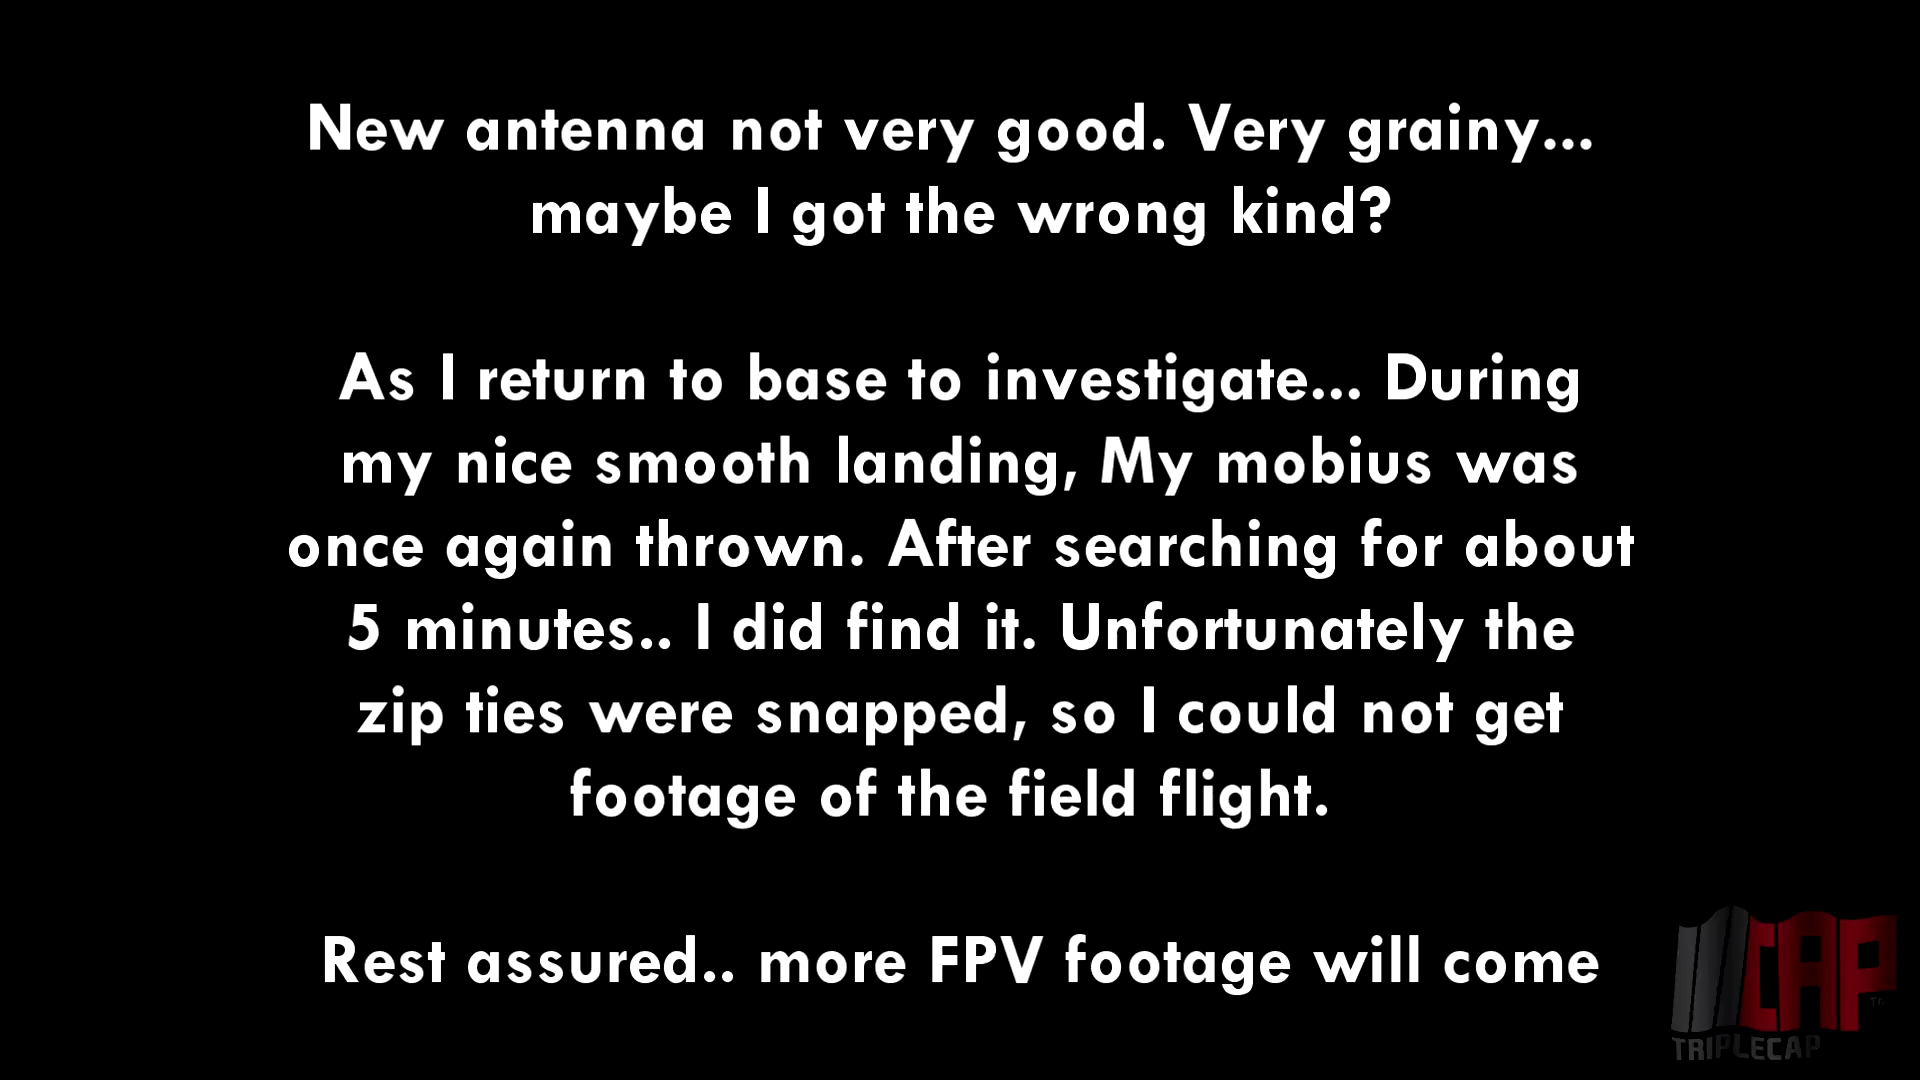 New antenna not very good. Very grainy...
maybe I got the wrong kind?
As I return to base to investigate... During
my nice smooth landing, My mobius was
once again thrown. After searching for about
5 minutes.. I did find it. Unfortunately the
zip ties were snapped, so I could not get
footage of the field flight.
Rest assured.. more FPV footage will come
CAP
TRIPLECAP